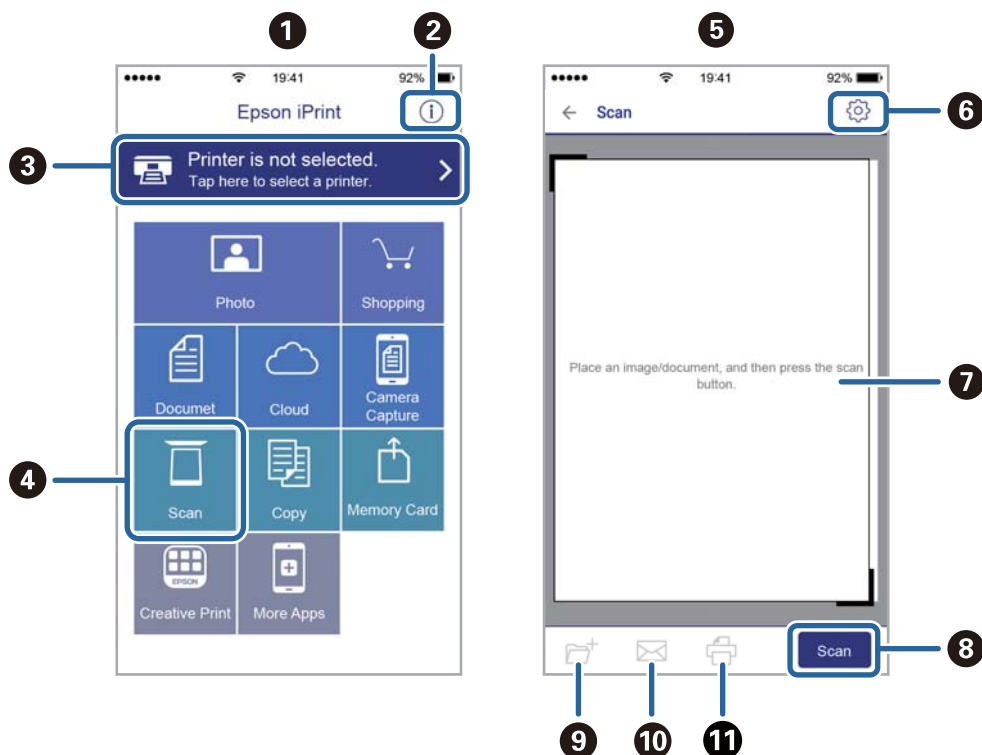 1
2
5
19:41
92%
19:41
92%
Epson iPrint
i
Scan
6
3
Printer is not selected.
Tap here to select a printer.
Photo
Shopping
Place an image/document, and then press the scan
button.
7
Documet
Cloud
Camera
Capture
4
Scan
Copy
Memory Card
EPSON
Creative Print
More Apps
Scan
8
9
10
11